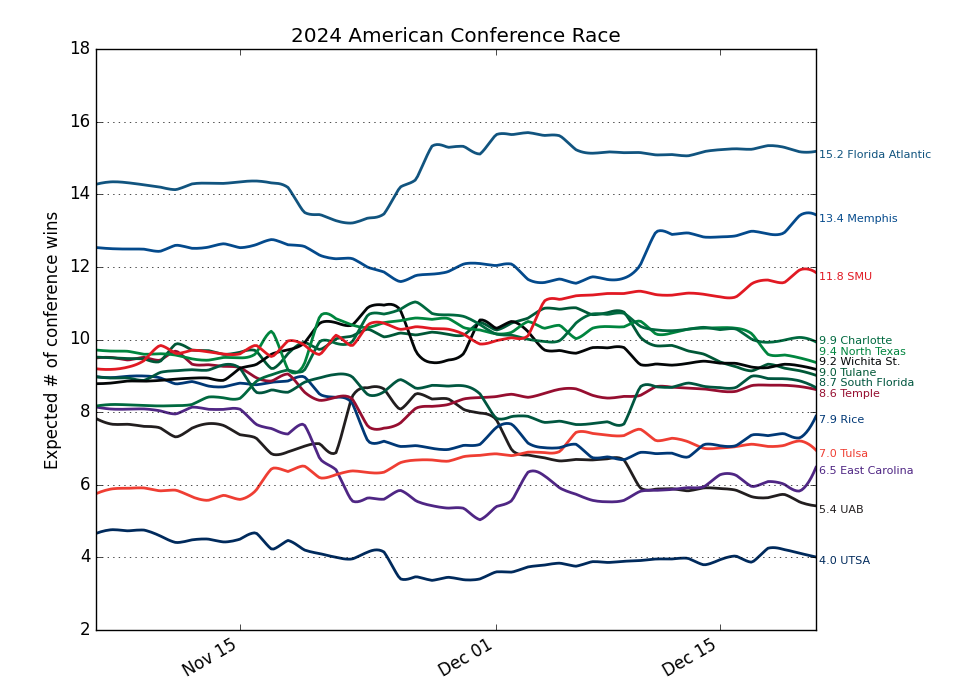 2024 American Conference Race
Expected # of conference wins
18
16
14
12
10
8
6
4
2
15.2 Florida Atlantic
13.4 Memphis
11.8 SMU
9.9 Charlotte
9.4 North Texas
9.2 Wichita St.
9.0 Tulane
8.7 South Florida
8.6 Temple
7.9 Rice
7.0 Tulsa
6.5 East Carolina
5.4 UAB
4.0 UTSA
Nov 15
Dec 01
Dec 15